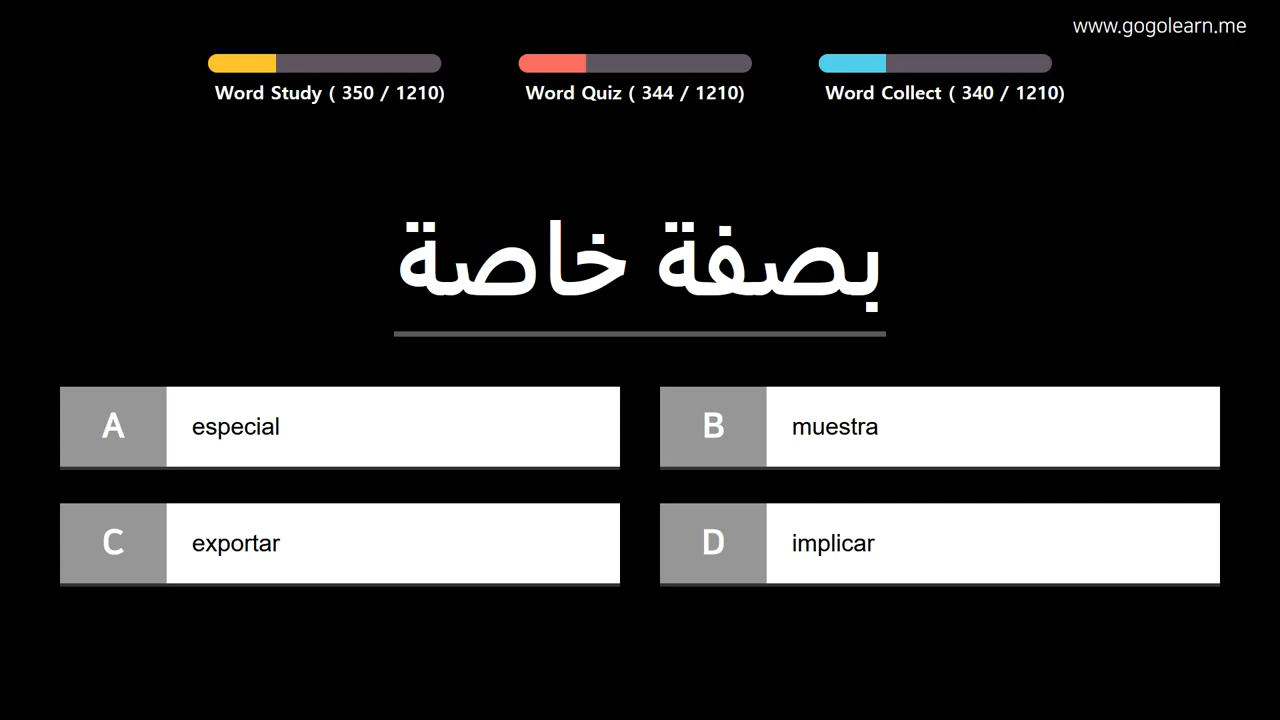 www.gogolearn.me
Word Study ( 350 / 1210)
Word Quiz ( 344 / 1210)
Word Collect ( 340 / 1210)
بصفة خاصة
A especial
B muestra
C exportar
D implicar